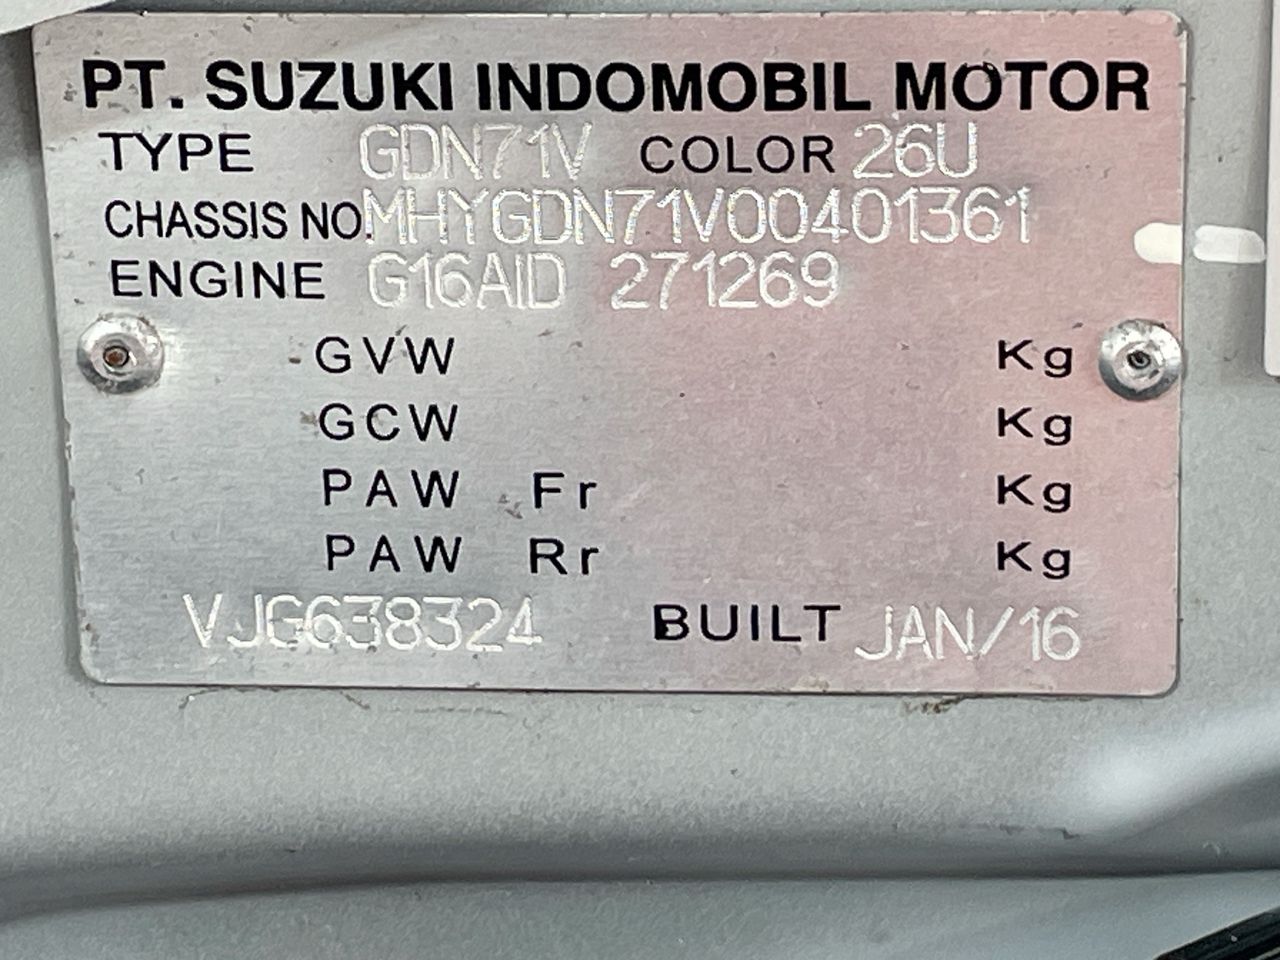 PT. SUZUKI INDOMOBIL MOTOR
TYPE GDN71V COLOR 26U
CHASSIS NO. MHYGDN71V00401361
ENGINE G16AID 271269
GVW Kg
GCW Kg
PAW Fr Kg
PAW Rr Kg
VJG638324 BUILT JAN/16